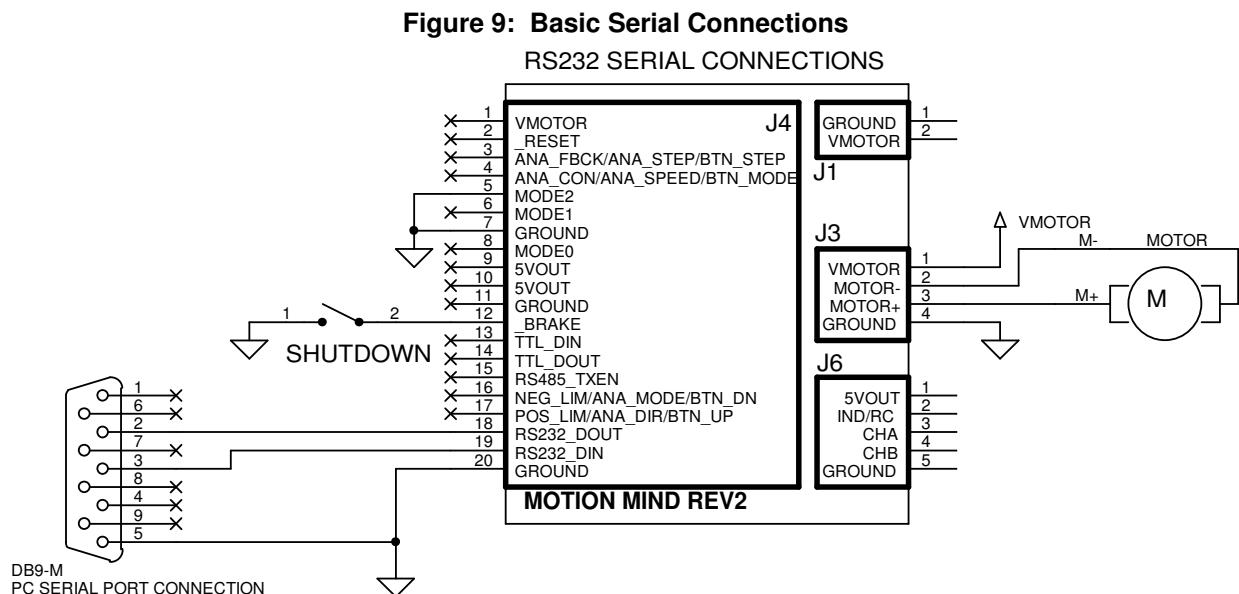 Figure 9: Basic Serial Connections
RS232 SERIAL CONNECTIONS
J4
1 VMOTOR
2 _RESET
3 ANA_FBCK/ANA_STEP/BTN_STEP
4 ANA_CON/ANA_SPEED/BTN_MODE
5 MODE2
6 MODE1
7 GROUND
8 MODE0
9 5VOUT
10 5VOUT
11 GROUND
12 _BRAKE
13 TTL_DIN
14 TTL_DOUT
15 RS485_TXEN
16 NEG_LIM/ANA_MODE/BTN_DN
17 POS_LIM/ANA_DIR/BTN_UP
18 RS232_DOUT
19 RS232_DIN
20 GROUND
MOTION MIND REV2
GROUND 1
VMOTOR 2
J1
J3
VMOTOR 1
MOTOR- 2
MOTOR+ 3
GROUND 4
VMOTOR
M- MOTOR
M+ M
J6
5VOUT 1
IND/RC 2
CHA 3
CHB 4
GROUND 5
1 2
SHUTDOWN
1
6
2
7
3
8
4
9
5
DB9-M
PC SERIAL PORT CONNECTION